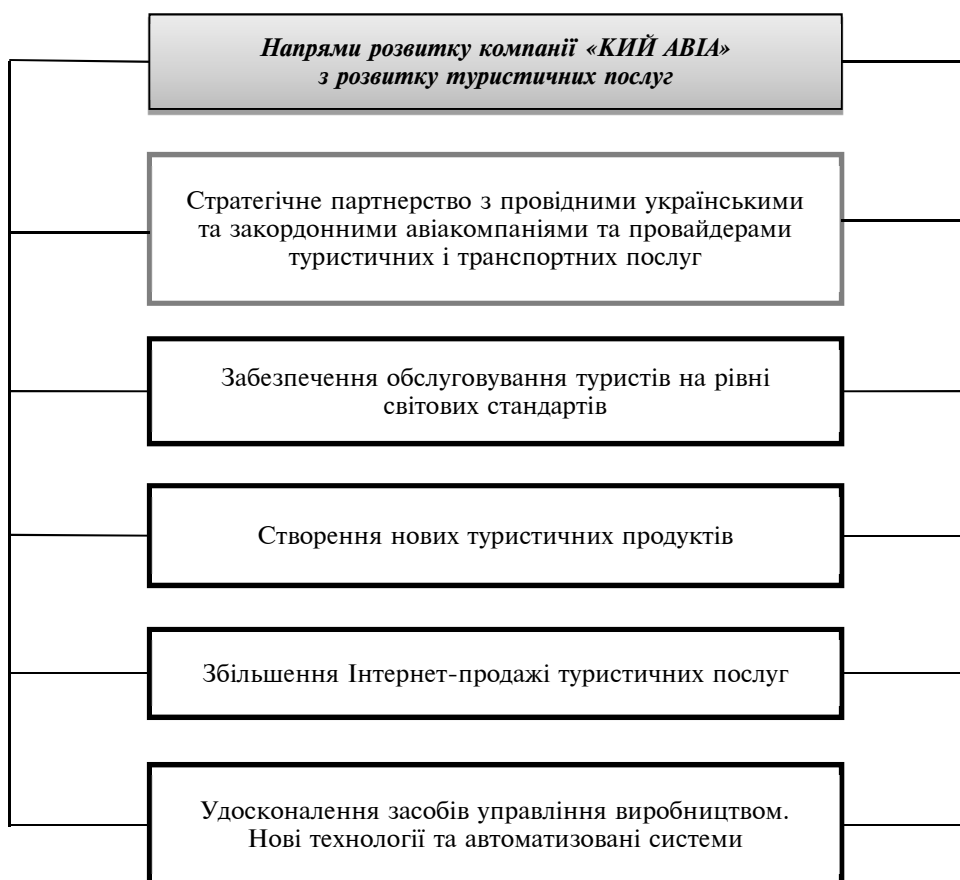 Напрями розвитку компанії «КИЙ АВІА»
з розвитку туристичних послуг
Стратегічне партнерство з провідними українськими
та закордонними авіакомпаніями та провайдерами
туристичних і транспортних послуг
Забезпечення обслуговування туристів на рівні
світових стандартів
Створення нових туристичних продуктів
Збільшення Інтернет-продажі туристичних послуг
Удосконалення засобів управління виробництвом.
Нові технології та автоматизовані системи